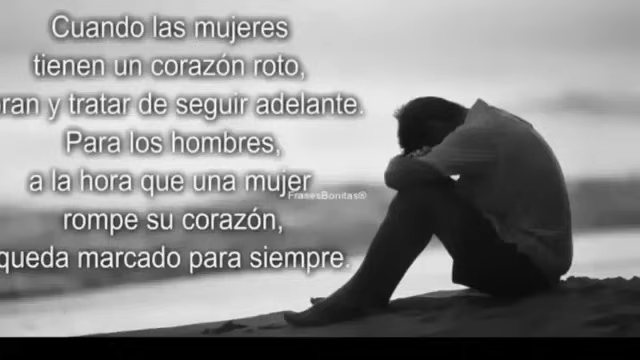 Cuando las mujeres
tienen un corazón roto,
ran y tratar de seguir adelante.
Para los hombres,
a la hora que una mujer
FrasesBonitas®
rompe su corazón,
queda marcado para siempre.